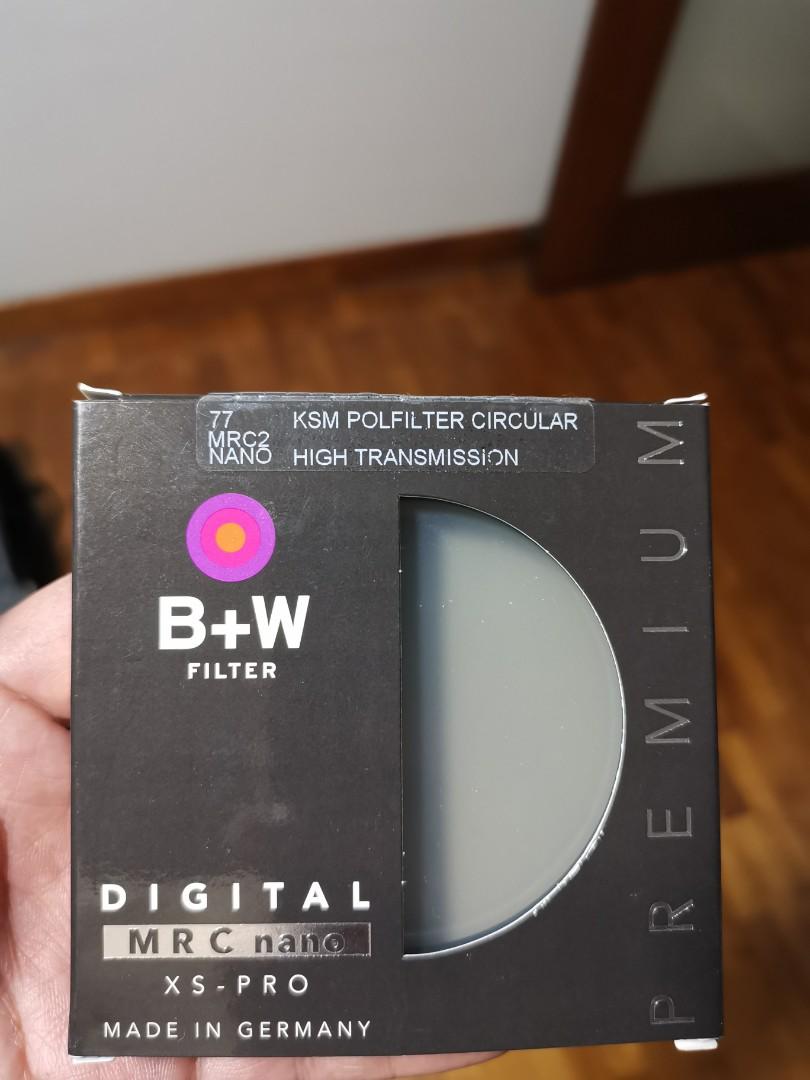 77 KSM POLFILTER CIRCULAR
MRC2
NANO HIGH TRANSMISSION
B+W
FILTER
DIGITAL
MRC nano
XS-PRO
MADE IN GERMANY
PREMIUM